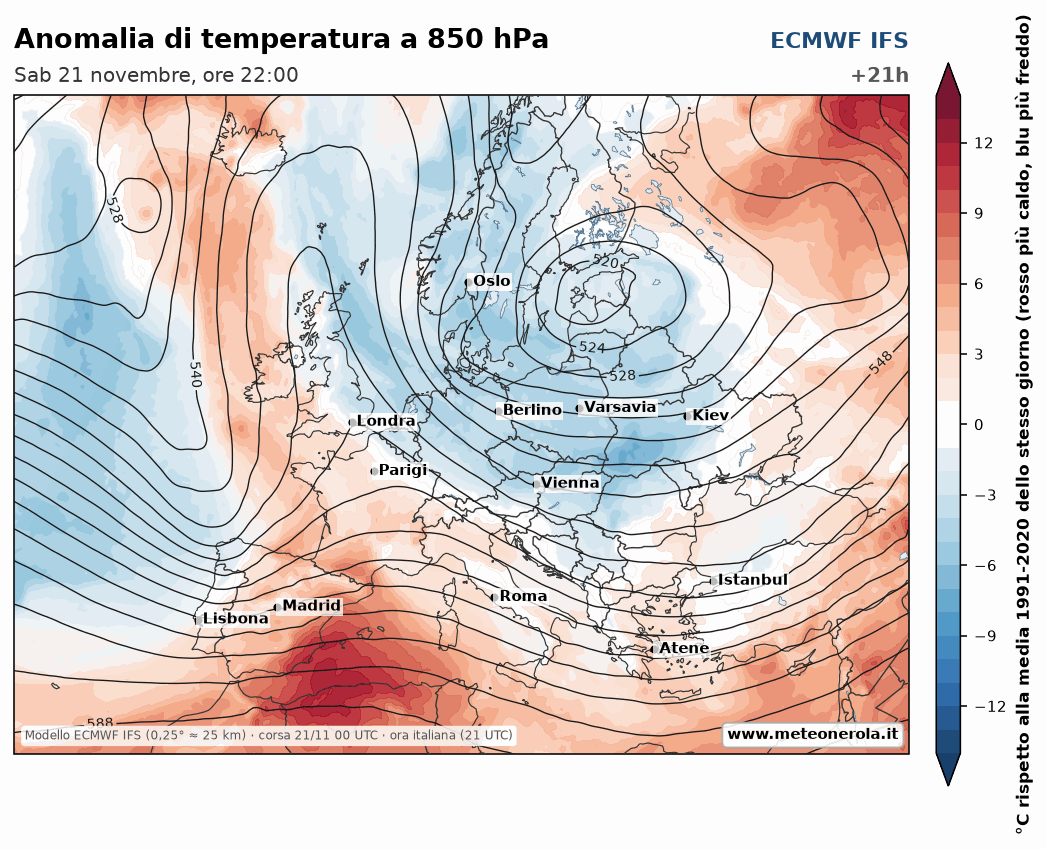 Anomalia di temperatura a 850 hPa
ECMWF IFS
Sab 21 novembre, ore 22:00
+21h
528
520
Oslo
524
528
540
548
Berlino
Varsavia
Kiev
Londra
Parigi
Vienna
Istanbul
Roma
Madrid
Lisbona
Atene
588
Modello ECMWF IFS (0,25° ≈ 25 km) · corsa 21/11 00 UTC · ora italiana (21 UTC)
www.meteonerola.it
12
9
6
3
0
−3
−6
−9
−12
°C rispetto alla media 1991-2020 dello stesso giorno (rosso più caldo, blu più freddo)